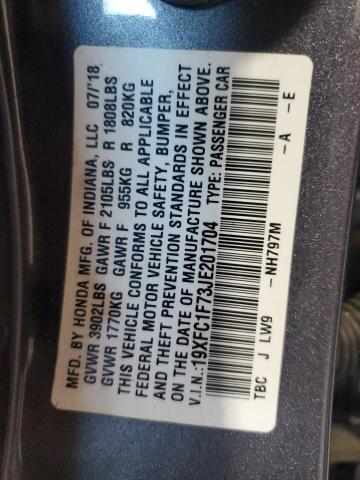 MFD. BY HONDA MFG. OF INDIANA, LLC 07/'18
GVWR 3902LBS GAWR F 2105LBS R 1808LBS
GVWR 1770KG GAWR F 955KG R 820KG
THIS VEHICLE CONFORMS TO ALL APPLICABLE
FEDERAL MOTOR VEHICLE SAFETY, BUMPER,
AND THEFT PREVENTION STANDARDS IN EFFECT
ON THE DATE OF MANUFACTURE SHOWN ABOVE.
V.I.N.:19XFC1F73JE201704 TYPE: PASSENGER CAR
TBC J LW9 -NH797M -A -E